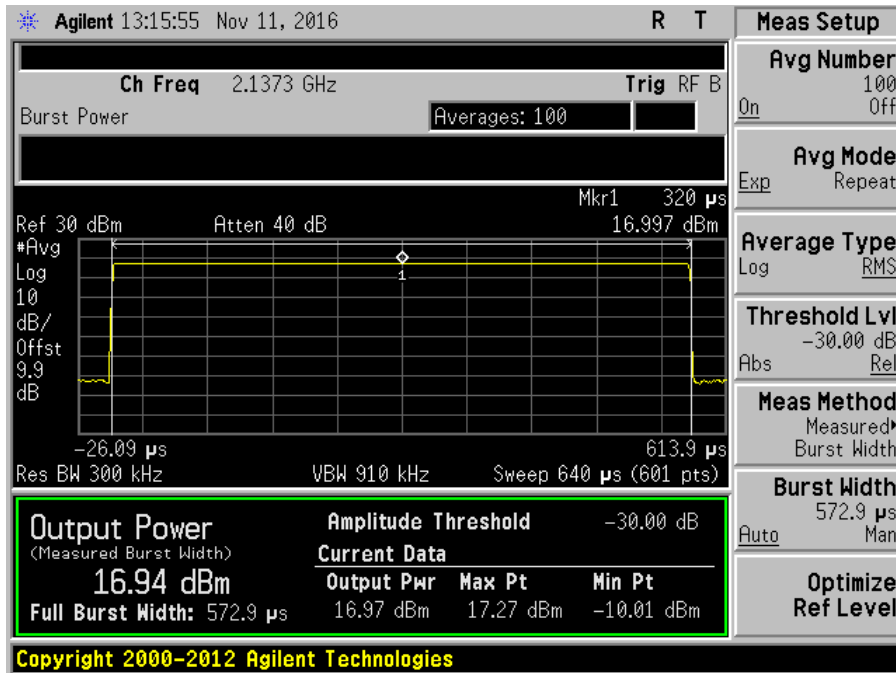 Agilent 13:15:55 Nov 11, 2016 R T
Ch Freq 2.1373 GHz Trig RF B
Burst Power Averages: 100
Mkr1 320 µs
Ref 30 dBm Atten 40 dB 16.997 dBm
#Avg
Log
10
dB/
Offst
9.9
dB
1
-26.09 µs 613.9 µs
Res BW 300 kHz VBW 910 kHz Sweep 640 µs (601 pts)
Output Power
(Measured Burst Width)
16.94 dBm
Full Burst Width: 572.9 µs
Amplitude Threshold -30.00 dB
Current Data
Output Pwr Max Pt Min Pt
16.97 dBm 17.27 dBm -10.01 dBm
Copyright 2000-2012 Agilent Technologies
Meas Setup
Avg Number
100
On Off
Avg Mode
Exp Repeat
Average Type
Log RMS
Threshold Lvl
-30.00 dB
Abs Rel
Meas Method
Measured
Burst Width
Burst Width
572.9 µs
Auto Man
Optimize
Ref Level